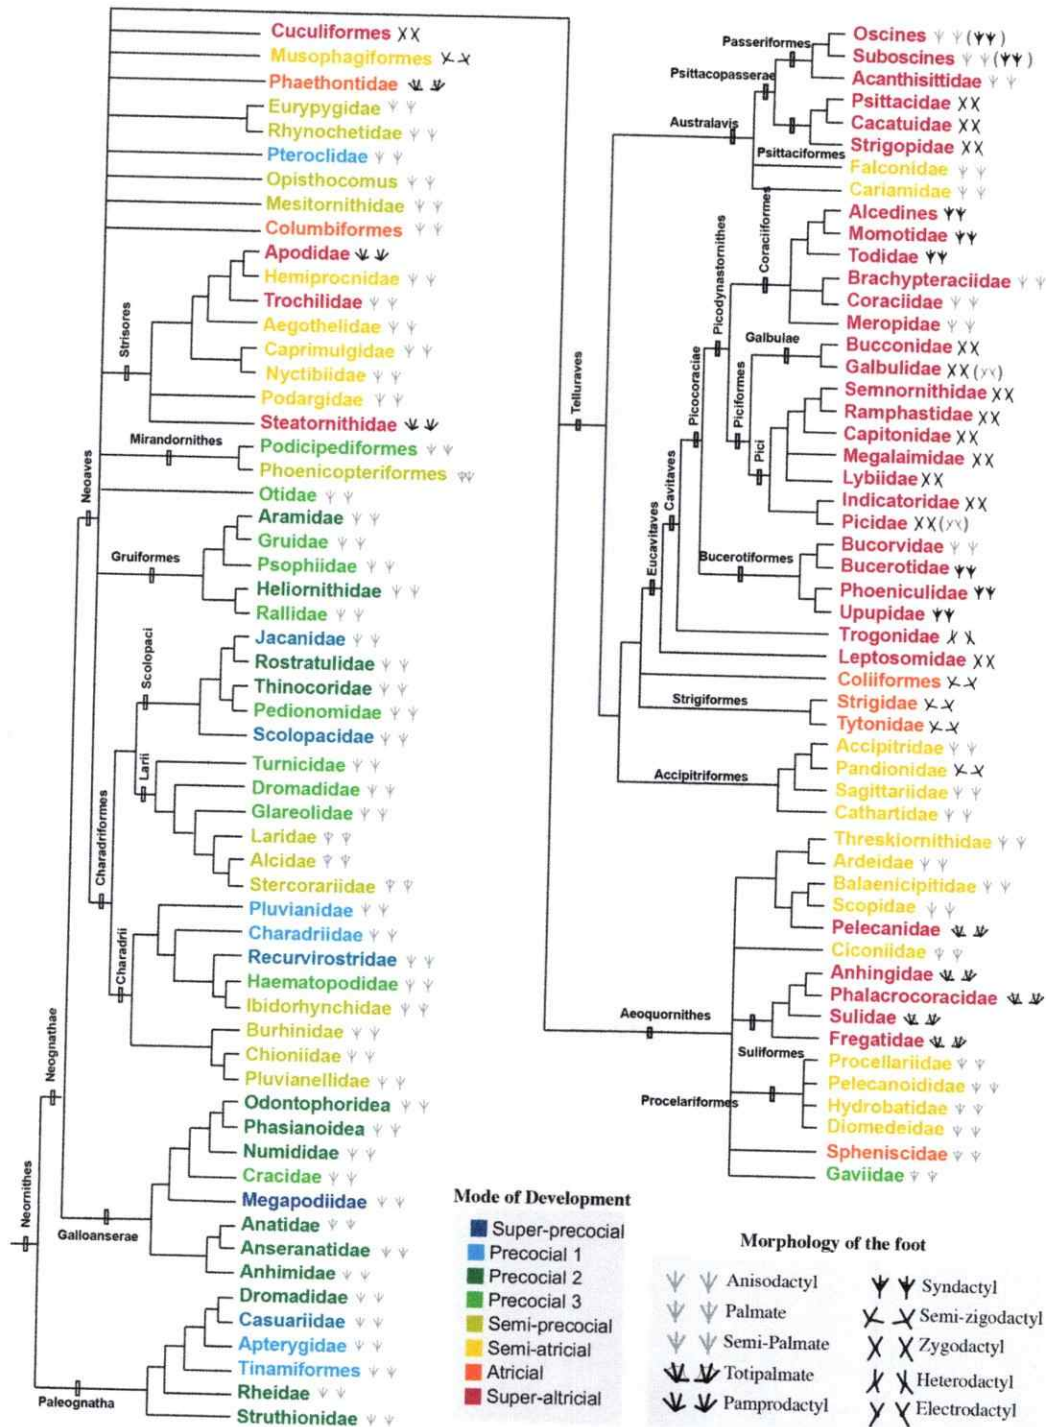 Cuculiformes
Musophagiformes
Phaethontidae
Eurypygidae
Rhynochetidae
Pteroclidae
Opisthocomus
Mesitornithidae
Columbiformes
Apodidae
Hemiprocnidae
Trochilidae
Aegothelidae
Caprimulgidae
Nyctibiidae
Podargidae
Steatornithidae
Strisores
Mirandornithes
Podicipediformes
Phoenicopteriformes
Neoaves
Otidae
Aramidae
Gruidae
Gruiformes
Psophiidae
Heliornithidae
Rallidae
Scolopaci
Jacanidae
Rostratulidae
Thinocoridae
Pedionomidae
Scolopacidae
Larii
Turnicidae
Dromadidae
Glareolidae
Laridae
Alcidae
Stercorariidae
Charadriformes
Charadrii
Pluvianidae
Charadriidae
Recurvirostridae
Haematopodidae
Ibidorhynchidae
Burhinidae
Chioniidae
Pluvianellidae
Neognathae
Odontophoridea
Phasianoidea
Numididae
Cracidae
Megapodiidae
Galloanserae
Anatidae
Anseranatidae
Anhimidae
Neornithes
Dromadidae
Casuariidae
Apterygidae
Tinamiformes
Rheidae
Paleognatha
Struthionidae
Telluraves
Passeriformes
Oscines
Suboscines
Psittacopasserae
Acanthisittidae
Psittacidae
Australavis
Cacatuidae
Strigopidae
Psittaciformes
Falconidae
Cariamidae
Alcedines
Momotidae
Todidae
Coraciiformes
Brachypteraciidae
Coraciidae
Meropidae
Picodynastornithes
Galbulae
Bucconidae
Galbulidae
Semnornithidae
Ramphastidae
Capitonidae
Megalaimidae
Lybiidae
Indicatoridae
Picidae
Picocoraciae
Piciformes
Pici
Cavitaves
Eucavitaves
Bucerotiformes
Bucorvidae
Bucerotidae
Phoeniculidae
Upupidae
Trogonidae
Leptosomidae
Coliiformes
Strigiformes
Strigidae
Tytonidae
Accipitriformes
Accipitridae
Pandionidae
Sagittariidae
Cathartidae
Threskiornithidae
Ardeidae
Balaenicipitidae
Scopidae
Pelecanidae
Ciconiidae
Anhingidae
Phalacrocoracidae
Aeoquornithes
Sulidae
Fregatidae
Suliformes
Procellariidae
Pelecanoididae
Procelariformes
Hydrobatidae
Diomedeidae
Spheniscidae
Gaviidae
Mode of Development
Super-precocial
Precocial 1
Precocial 2
Precocial 3
Semi-precocial
Semi-atricial
Atricial
Super-altricial
Morphology of the foot
Anisodactyl
Palmate
Semi-Palmate
Totipalmate
Pamprodactyl
Syndactyl
Semi-zigodactyl
Zygodactyl
Heterodactyl
Electrodactyl